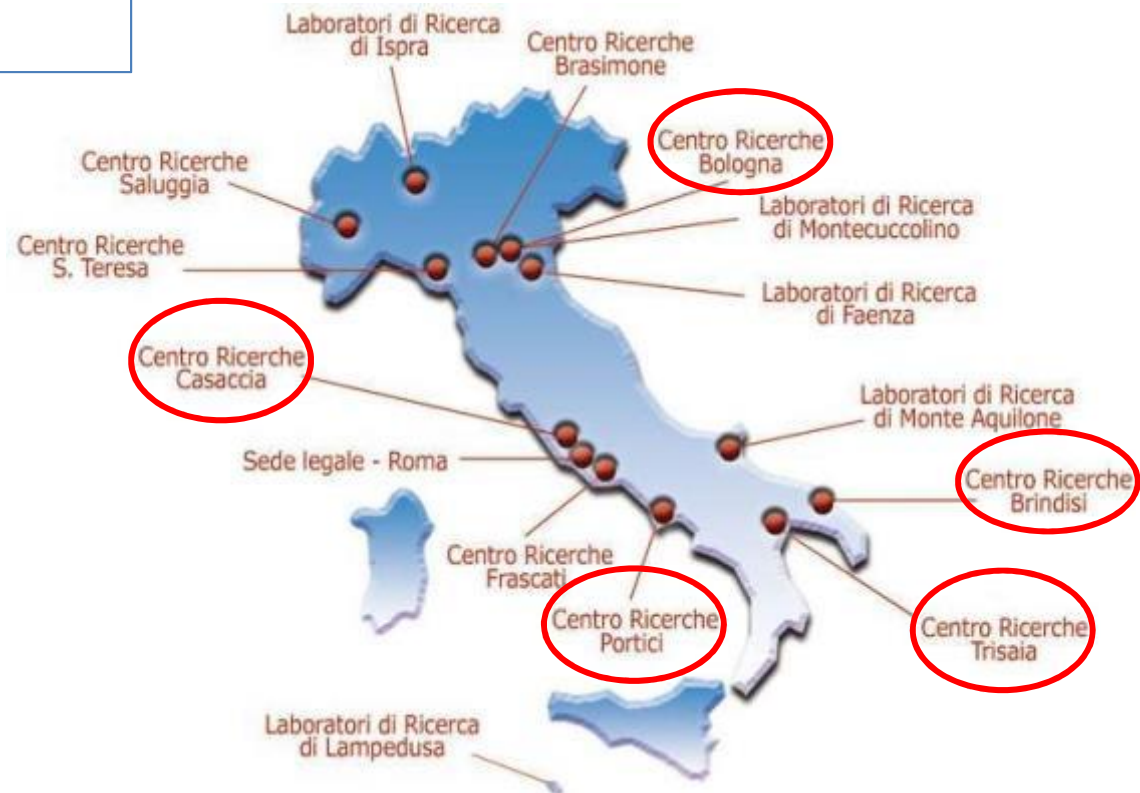 Laboratori di Ricerca
di Ispra
Centro Ricerche
Brasimone
Centro Ricerche
Bologna
Centro Ricerche
Saluggia
Laboratori di Ricerca
di Montecuccolino
Centro Ricerche
S. Teresa
Laboratori di Ricerca
di Faenza
Centro Ricerche
Casaccia
Laboratori di Ricerca
di Monte Aquilone
Sede legale - Roma
Centro Ricerche
Brindisi
Centro Ricerche
Frascati
Centro Ricerche
Portici
Centro Ricerche
Trisaia
Laboratori di Ricerca
di Lampedusa